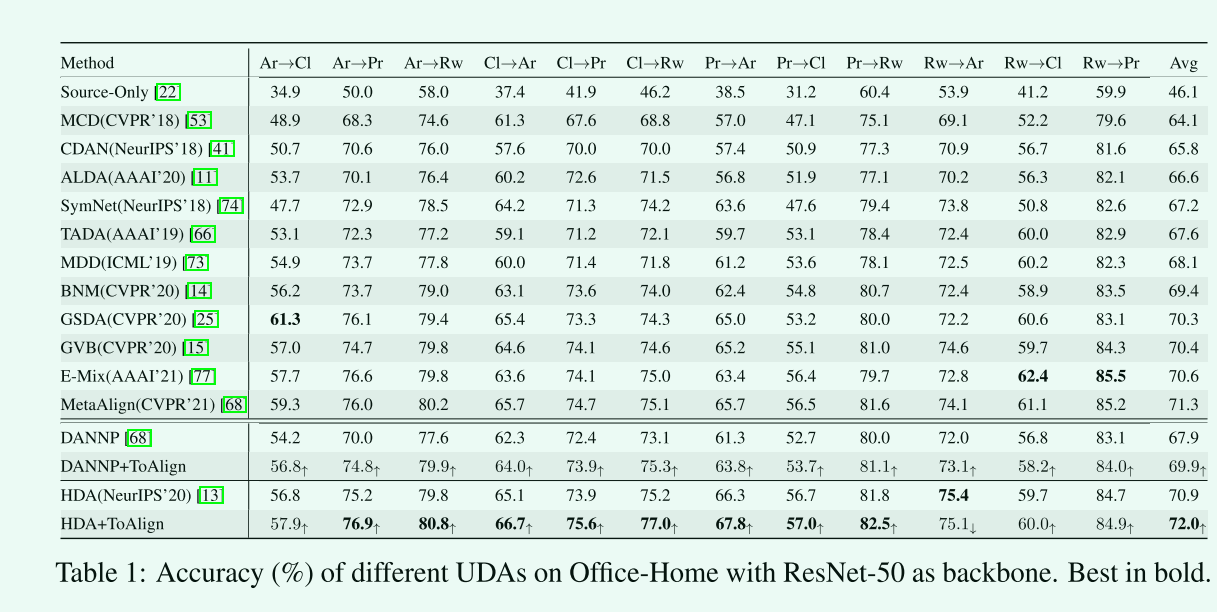 Method Ar→Cl Ar→Pr Ar→Rw Cl→Ar Cl→Pr Cl→Rw Pr→Ar Pr→Cl Pr→Rw Rw→Ar Rw→Cl Rw→Pr Avg
Source-Only [22] 34.9 50.0 58.0 37.4 41.9 46.2 38.5 31.2 60.4 53.9 41.2 59.9 46.1
MCD(CVPR'18) [53] 48.9 68.3 74.6 61.3 67.6 68.8 57.0 47.1 75.1 69.1 52.2 79.6 64.1
CDAN(NeurIPS'18) [41] 50.7 70.6 76.0 57.6 70.0 70.0 57.4 50.9 77.3 70.9 56.7 81.6 65.8
ALDA(AAAI'20) [11] 53.7 70.1 76.4 60.2 72.6 71.5 56.8 51.9 77.1 70.2 56.3 82.1 66.6
SymNet(NeurIPS'18) [74] 47.7 72.9 78.5 64.2 71.3 74.2 63.6 47.6 79.4 73.8 50.8 82.6 67.2
TADA(AAAI'19) [66] 53.1 72.3 77.2 59.1 71.2 72.1 59.7 53.1 78.4 72.4 60.0 82.9 67.6
MDD(ICML'19) [73] 54.9 73.7 77.8 60.0 71.4 71.8 61.2 53.6 78.1 72.5 60.2 82.3 68.1
BNM(CVPR'20) [14] 56.2 73.7 79.0 63.1 73.6 74.0 62.4 54.8 80.7 72.4 58.9 83.5 69.4
GSDA(CVPR'20) [25] 61.3 76.1 79.4 65.4 73.3 74.3 65.0 53.2 80.0 72.2 60.6 83.1 70.3
GVB(CVPR'20) [15] 57.0 74.7 79.8 64.6 74.1 74.6 65.2 55.1 81.0 74.6 59.7 84.3 70.4
E-Mix(AAAI'21) [77] 57.7 76.6 79.8 63.6 74.1 75.0 63.4 56.4 79.7 72.8 62.4 85.5 70.6
MetaAlign(CVPR'21) [68] 59.3 76.0 80.2 65.7 74.7 75.1 65.7 56.5 81.6 74.1 61.1 85.2 71.3
DANNP [68] 54.2 70.0 77.6 62.3 72.4 73.1 61.3 52.7 80.0 72.0 56.8 83.1 67.9
DANNP+ToAlign 56.8↑ 74.8↑ 79.9↑ 64.0↑ 73.9↑ 75.3↑ 63.8↑ 53.7↑ 81.1↑ 73.1↑ 58.2↑ 84.0↑ 69.9↑
HDA(NeurIPS'20) [13] 56.8 75.2 79.8 65.1 73.9 75.2 66.3 56.7 81.8 75.4 59.7 84.7 70.9
HDA+ToAlign 57.9↑ 76.9↑ 80.8↑ 66.7↑ 75.6↑ 77.0↑ 67.8↑ 57.0↑ 82.5↑ 75.1↓ 60.0↑ 84.9↑ 72.0↑
Table 1: Accuracy (%) of different UDAs on Office-Home with ResNet-50 as backbone. Best in bold.